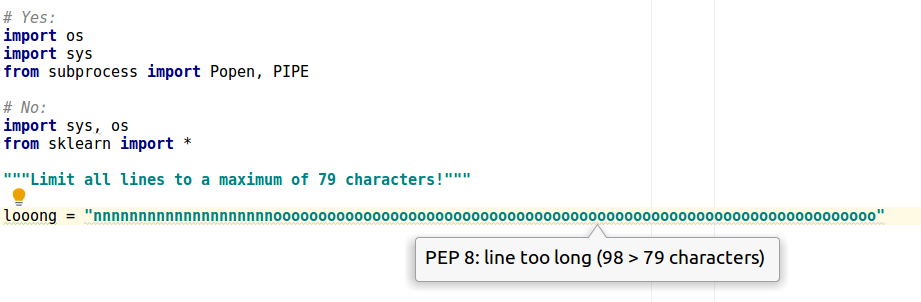 # Yes:
import os
import sys
from subprocess import Popen, PIPE
# No:
import sys, os
from sklearn import *
"""Limit all lines to a maximum of 79 characters!"""
looong = "nnnnnnnnnnnnnnnnnnnnooooooooooooooooooooooooooooooooooooooooooooooooooooooooooooooooooo"
PEP 8: line too long (98 > 79 characters)